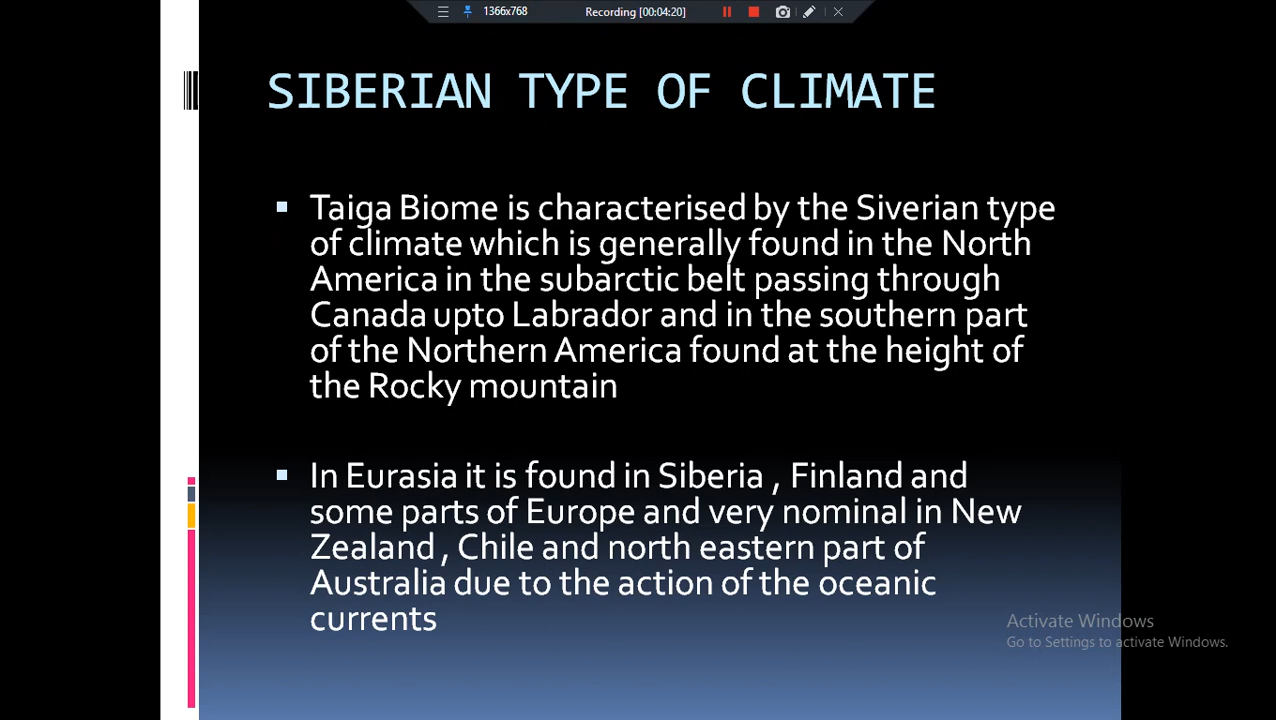 1366x768 Recording [00:04:20]
SIBERIAN TYPE OF CLIMATE
Taiga Biome is characterised by the Siverian type
of climate which is generally found in the North
America in the subarctic belt passing through
Canada upto Labrador and in the southern part
of the Northern America found at the height of
the Rocky mountain
In Eurasia it is found in Siberia , Finland and
some parts of Europe and very nominal in New
Zealand , Chile and north eastern part of
Australia due to the action of the oceanic
currents
Activate Windows
Go to Settings to activate Windows.